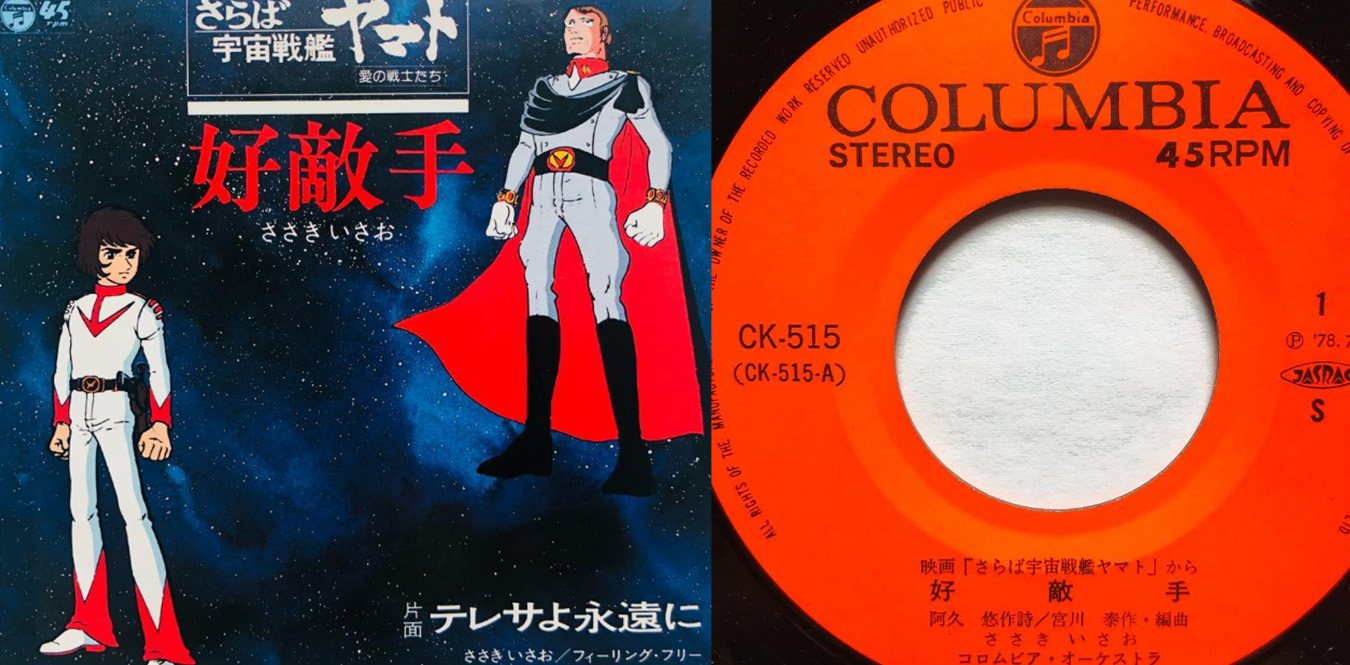 Columbia
45
rpm
さらば
宇宙戦艦
ヤマト
愛の戦士たち
好敵手
ささきいさお
片面
テレサよ永遠に
ささきいさお/フィーリング・フリー
ALL RIGHTS OF THE MANUFAC
THE OWNER OF THE RECORDED WORK RESERVED UNAUTHORIZED PUBLIC
PERFORMANCE, BROADCASTING AND COPYING
Columbia
COLUMBIA
STEREO
45RPM
CK-515
(CK-515-A)
1
Ⓟ '78.7
JASRAC
S
映画「さらば宇宙戦艦ヤマト」から
好敵手
阿久 悠作詩/宮川 泰作・編曲
ささきいさお
コロムビア・オーケストラ